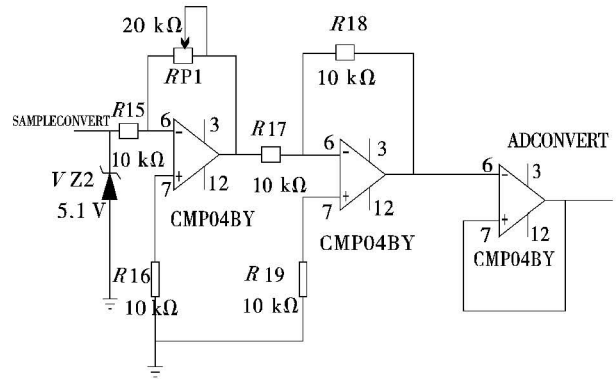 20 kΩ
RP1
R18
10 kΩ
SAMPLECONVERT
R15
10 kΩ
6
3
7
12
CMP04BY
R17
10 kΩ
6
3
7
12
CMP04BY
ADCONVERT
6
3
7
12
CMP04BY
VZ2
5.1 V
R16
10 kΩ
R19
10 kΩ